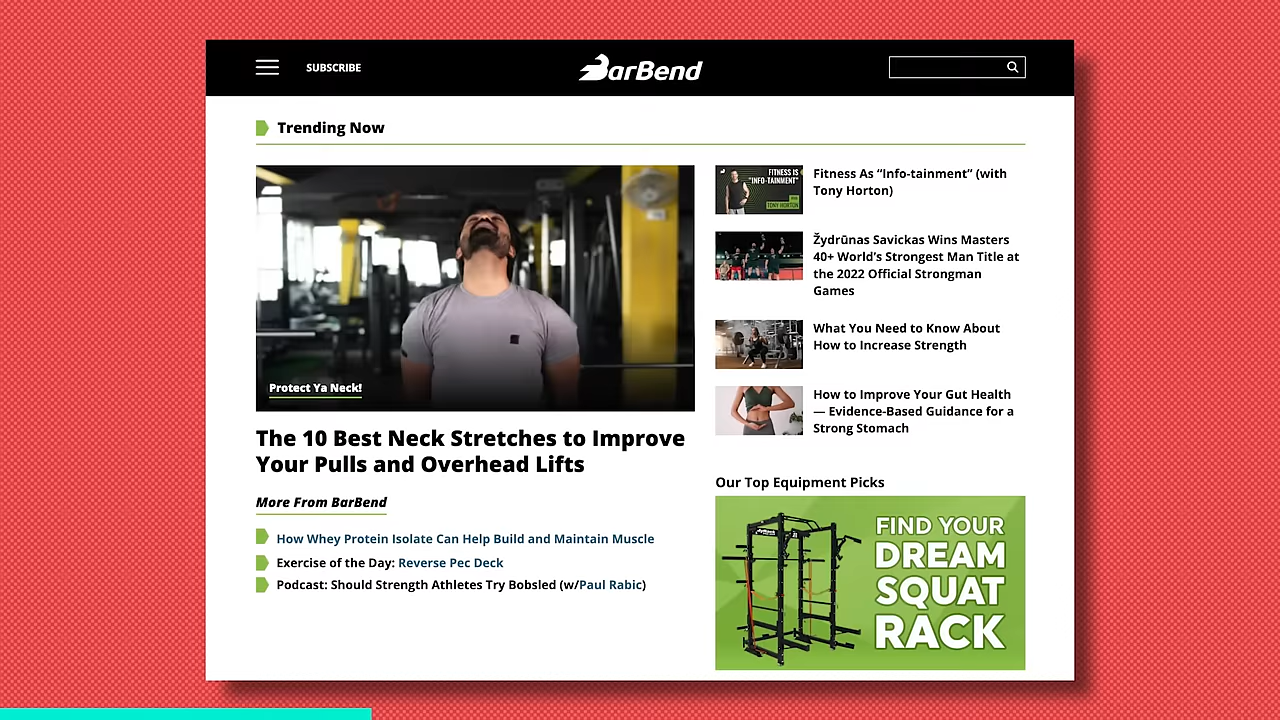 SUBSCRIBE
BarBend
Trending Now
Protect Ya Neck!
The 10 Best Neck Stretches to Improve
Your Pulls and Overhead Lifts
More From BarBend
How Whey Protein Isolate Can Help Build and Maintain Muscle
Exercise of the Day: Reverse Pec Deck
Podcast: Should Strength Athletes Try Bobsled (w/Paul Rabic)
FITNESS IS
"INFO-TAINMENT"
TONY HORTON
Fitness As “Info-tainment” (with
Tony Horton)
Žydrūnas Savickas Wins Masters
40+ World’s Strongest Man Title at
the 2022 Official Strongman
Games
What You Need to Know About
How to Increase Strength
How to Improve Your Gut Health
— Evidence-Based Guidance for a
Strong Stomach
Our Top Equipment Picks
FIND YOUR
DREAM
SQUAT
RACK